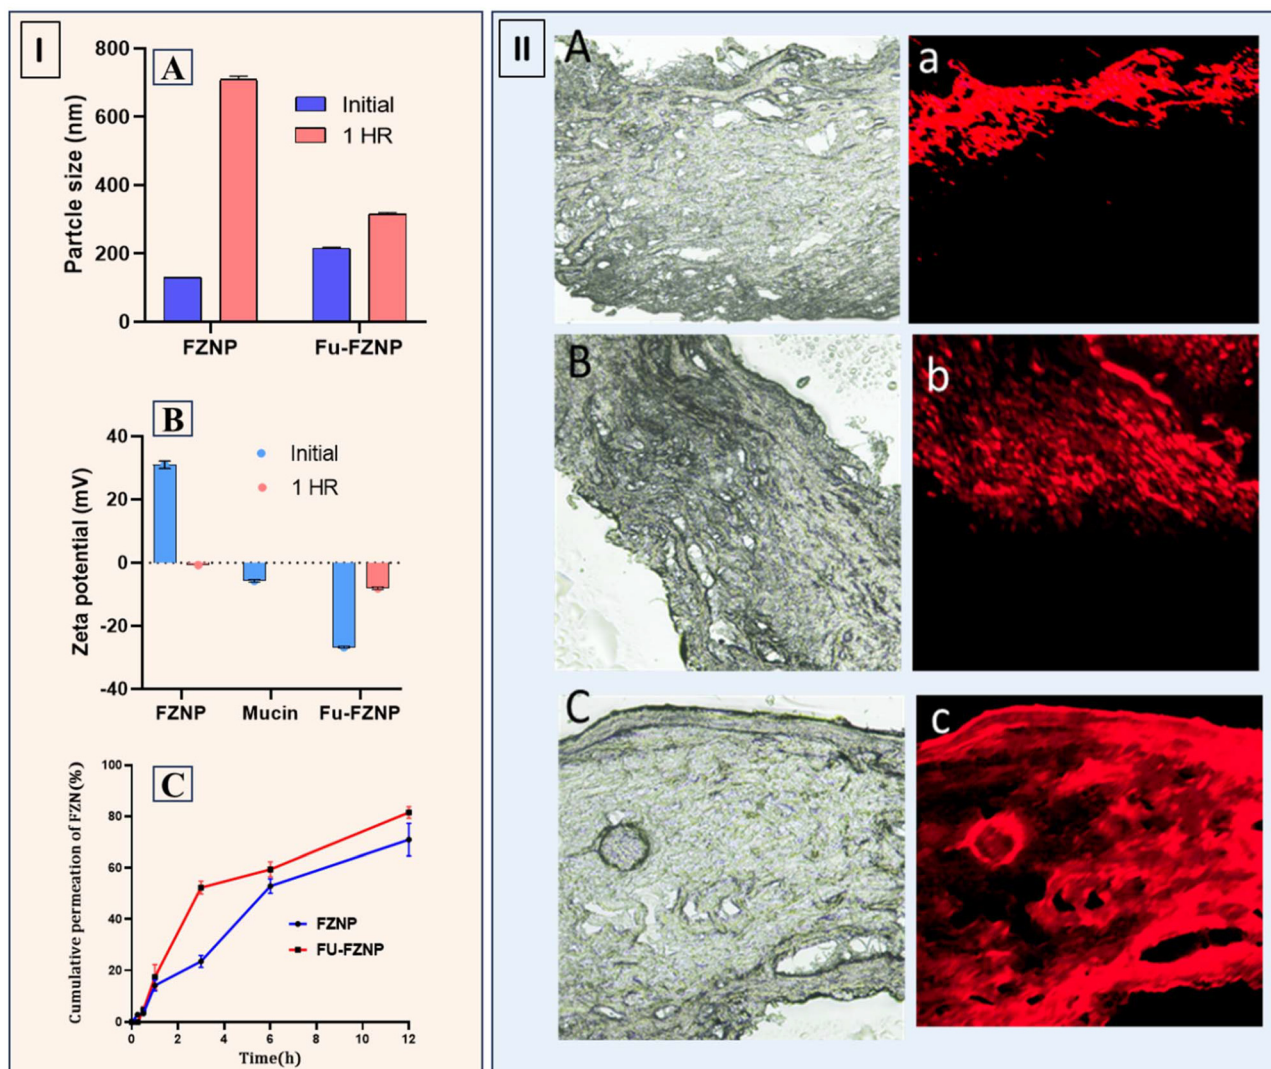 I
A
800
600
400
200
0
Partcle size (nm)
Initial
1 HR
FZNP Fu-FZNP
B
40
20
0
-20
-40
Zeta potential (mV)
Initial
1 HR
FZNP Mucin Fu-FZNP
C
100
80
60
40
20
0
Cumulative permeation of FZN(%)
FZNP
FU-FZNP
0 2 4 6 8 10 12
Time(h)
II
A
a
B
b
C
c